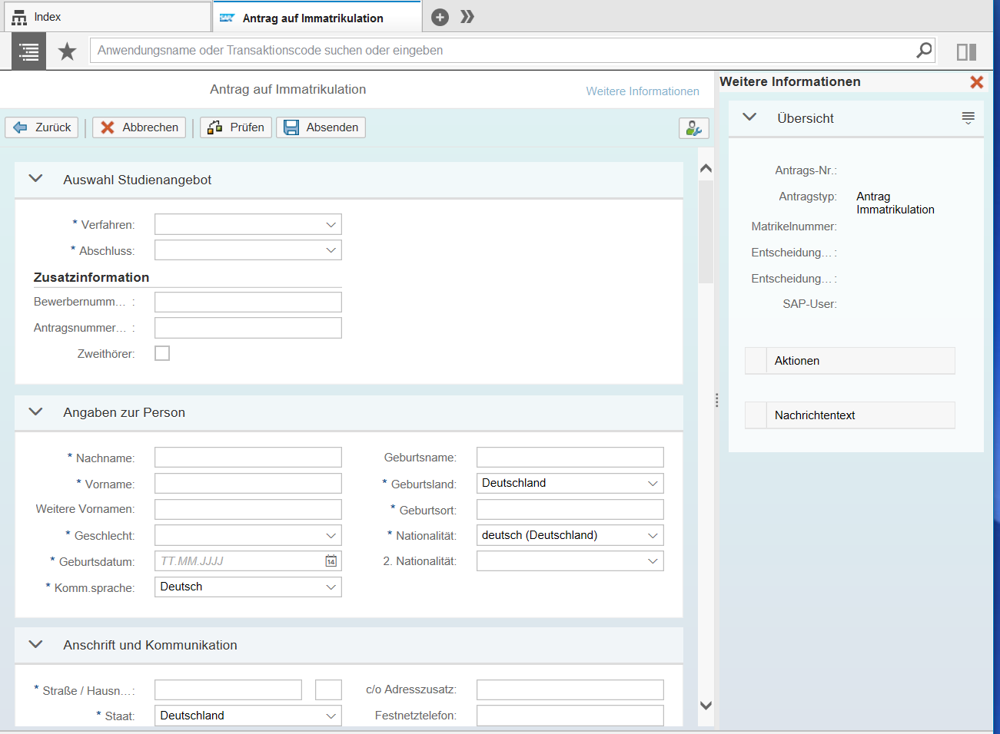 Index
SAP Antrag auf Immatrikulation
Anwendungsname oder Transaktionscode suchen oder eingeben
Antrag auf Immatrikulation
Weitere Informationen
Zurück
Abbrechen
Prüfen
Absenden
Auswahl Studienangebot
* Verfahren:
* Abschluss:
Zusatzinformation
Bewerbernumm... :
Antragsnummer... :
Zweithörer:
Angaben zur Person
* Nachname:
Geburtsname:
* Vorname:
* Geburtsland: Deutschland
Weitere Vornamen:
* Geburtsort:
* Geschlecht:
* Nationalität: deutsch (Deutschland)
* Geburtsdatum: TT.MM.JJJJ 14
2. Nationalität:
* Komm.sprache: Deutsch
Anschrift und Kommunikation
* Straße / Hausn...:
c/o Adresszusatz:
* Staat: Deutschland
Festnetztelefon:
Weitere Informationen
Übersicht
Antrags-Nr.:
Antragstyp: Antrag
Immatrikulation
Matrikelnummer:
Entscheidung... :
Entscheidung... :
SAP-User:
Aktionen
Nachrichtentext